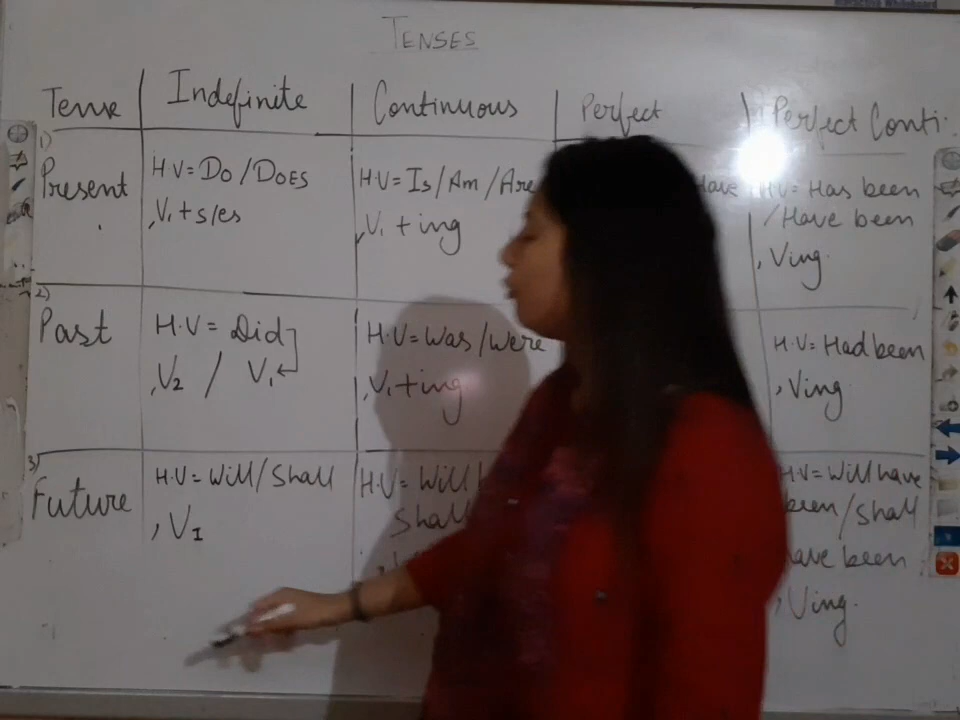 TENSES
Tense | Indefinite | Continuous | Perfect | Perfect Conti.
1)
Present
H.V = DO / DOES
,V1 + s/es
H.V = Is / Am / Are
,V1 + ing
Have
H.V = Has been
/ Have been
, Ving.
2)
Past
H.V = Did
,V2 / V1
H.V = Was / Were
,V1 + ing
H.V = Had been
, Ving
3)
Future
H.V = Will / Shall
, V1
H.V = Will
Shall
H.V = Will have
been / Shall
have been
, Ving.